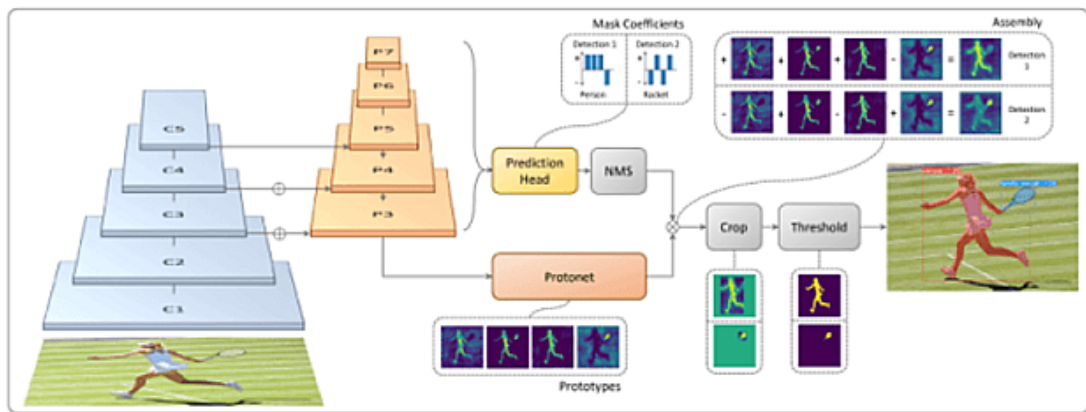 Mask Coefficients
Detection 1
Detection 2
Person
Racket
Assembly
+ + + - = Detection 1
- + - + = Detection 2
P7
P6
P5
P4
P3
C5
C4
C3
C2
C1
Prediction
Head
NMS
Crop
Threshold
Protonet
Prototypes